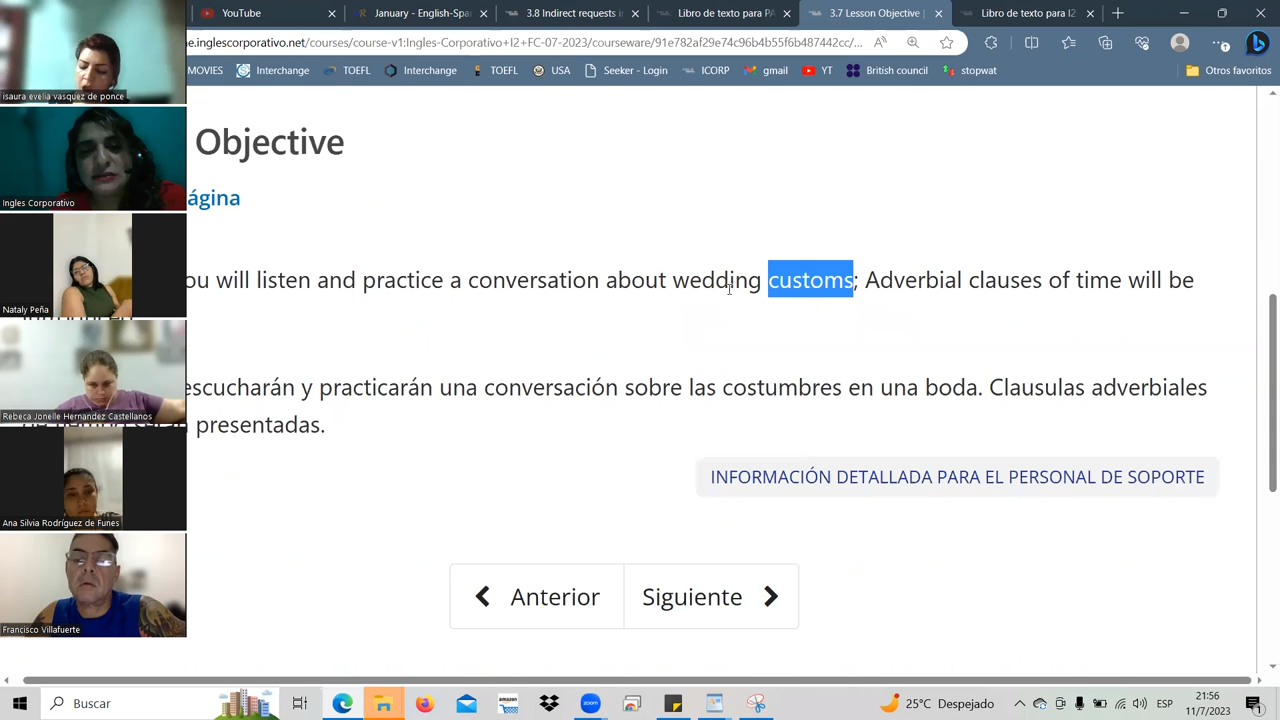 YouTube
January - English-Spa
3.8 Indirect requests in
Libro de texto para PA
3.7 Lesson Objective |
Libro de texto para I2
e.inglescorporativo.net/courses/course-v1:Ingles-Corporativo+I2+FC-07-2023/courseware/91e782af29e74c96b4b55f6b487442cc/...
MOVIES
Interchange
TOEFL
Interchange
TOEFL
USA
Seeker - Login
ICORP
gmail
YT
British council
stopwat
Otros favoritos
isaura evelia vasquez de ponce
Objective
Ingles Corporativo
ágina
ou will listen and practice a conversation about wedding customs; Adverbial clauses of time will be
Nataly Peña
escucharán y practicarán una conversación sobre las costumbres en una boda. Clausulas adverbiales
Rebeca Jonelle Hernandez Castellanos
presentadas.
INFORMACIÓN DETALLADA PARA EL PERSONAL DE SOPORTE
Ana Silvia Rodríguez de Funes
Anterior
Siguiente
Francisco Villafuerte
Buscar
25°C Despejado
ESP
21:56
11/7/2023